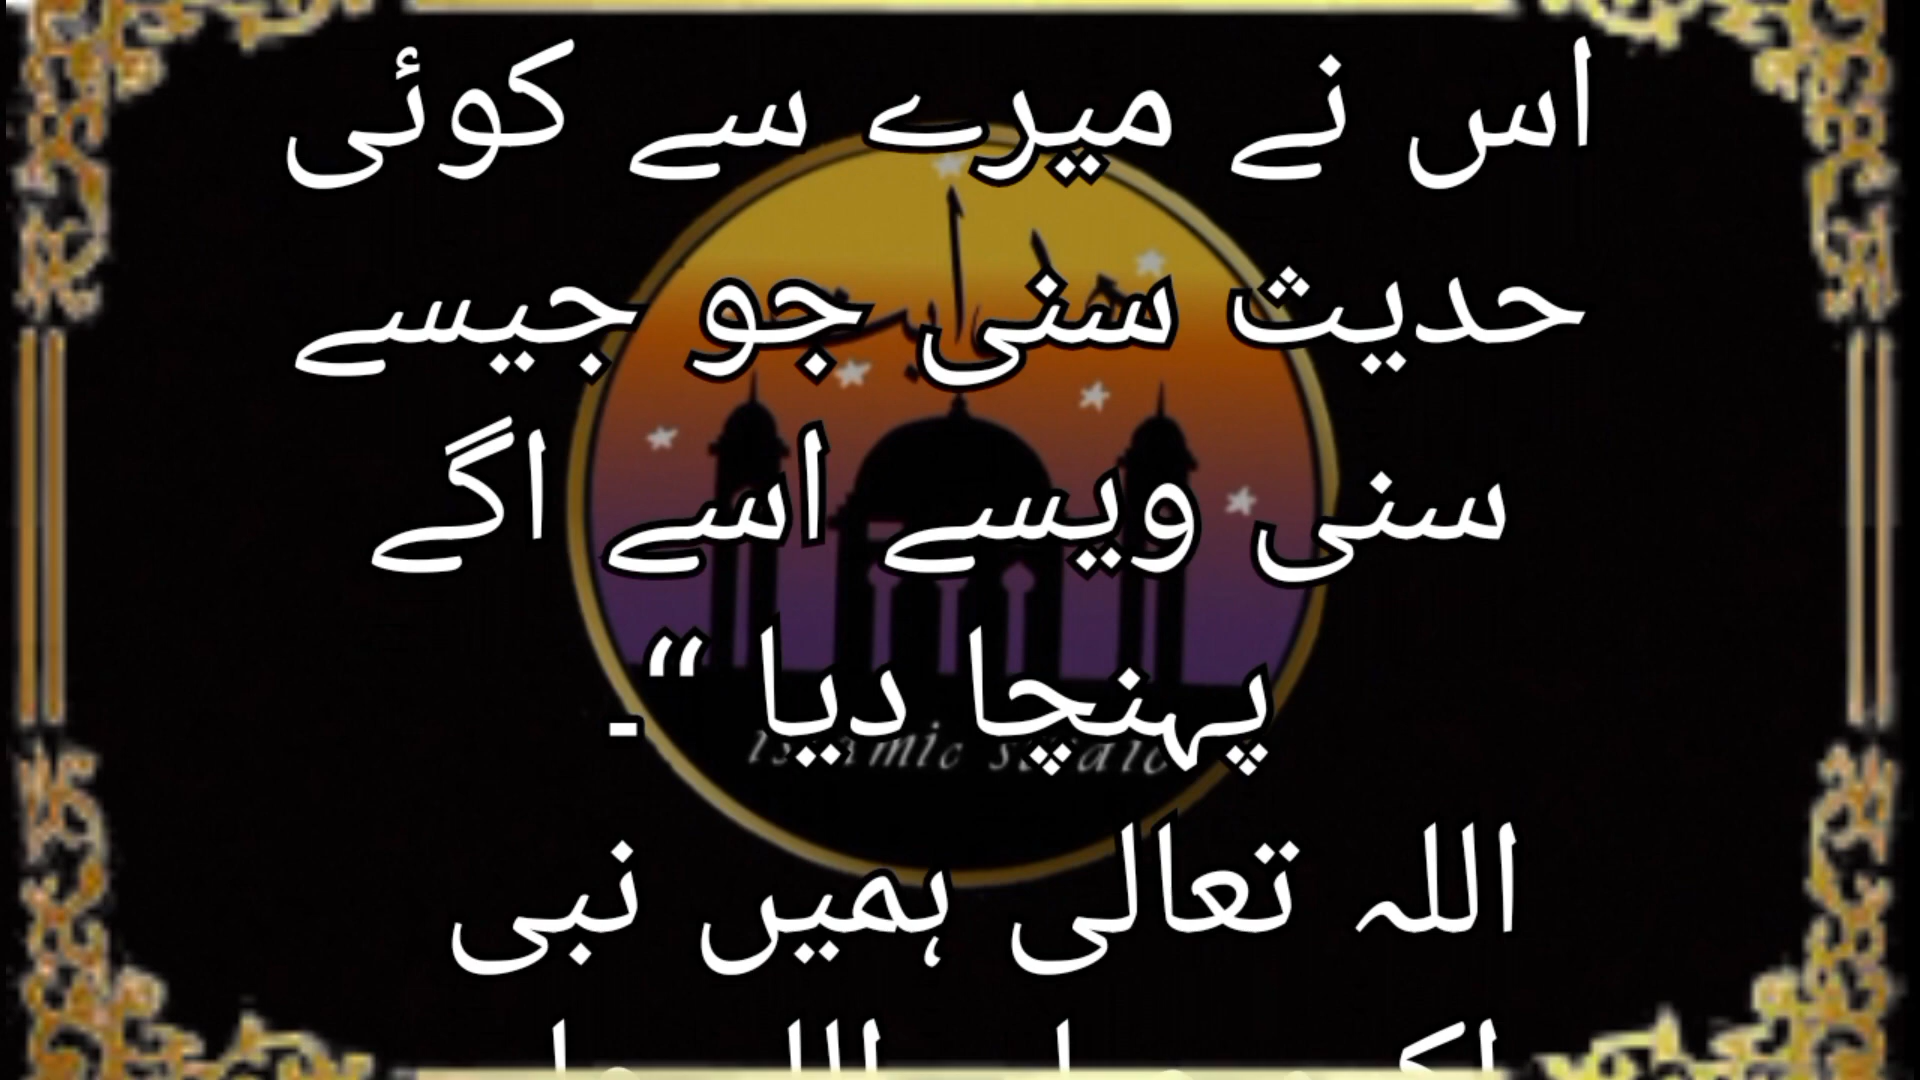 اس نے میرے سے کوئی
حدیث سنی جو جیسے
سنی ویسے اسے اگے
پہنچا دیا “۔
اللہ تعالی ہمیں نبی